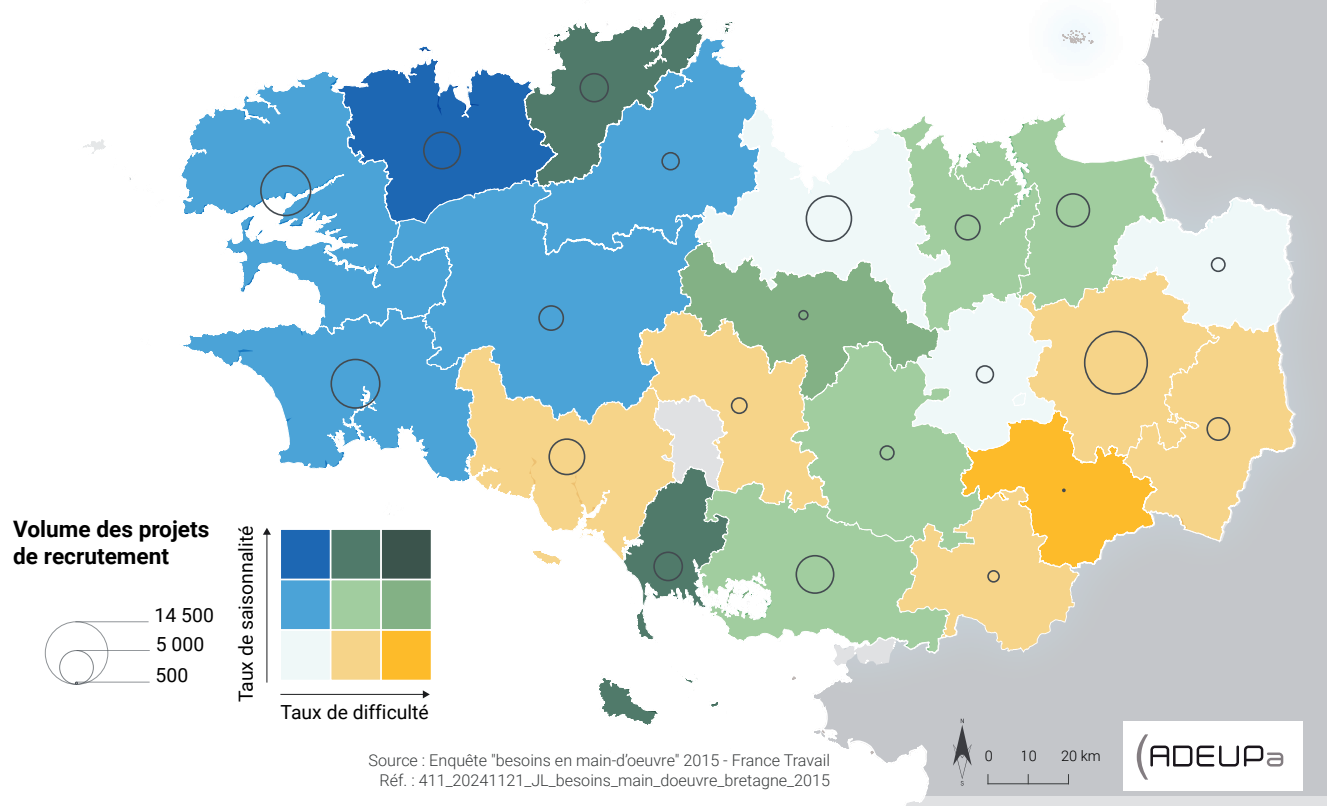 Volume des projets
de recrutement
14 500
5 000
500
Taux de saisonnalité
Taux de difficulté
Source : Enquête "besoins en main-d'oeuvre" 2015 - France Travail
Réf. : 411_20241121_JL_besoins_main_doeuvre_bretagne_2015
N
S
0 10 20 km
ADEUPa